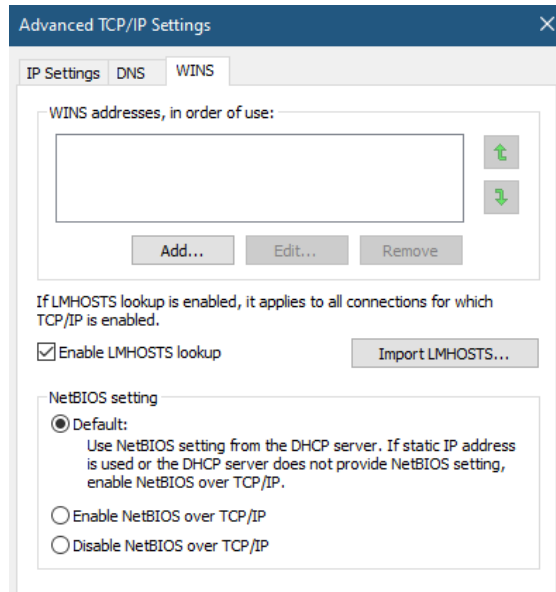 Advanced TCP/IP Settings
IP Settings DNS WINS
WINS addresses, in order of use:
Add... Edit... Remove
If LMHOSTS lookup is enabled, it applies to all connections for which
TCP/IP is enabled.
Enable LMHOSTS lookup Import LMHOSTS...
NetBIOS setting
Default:
Use NetBIOS setting from the DHCP server. If static IP address
is used or the DHCP server does not provide NetBIOS setting,
enable NetBIOS over TCP/IP.
Enable NetBIOS over TCP/IP
Disable NetBIOS over TCP/IP